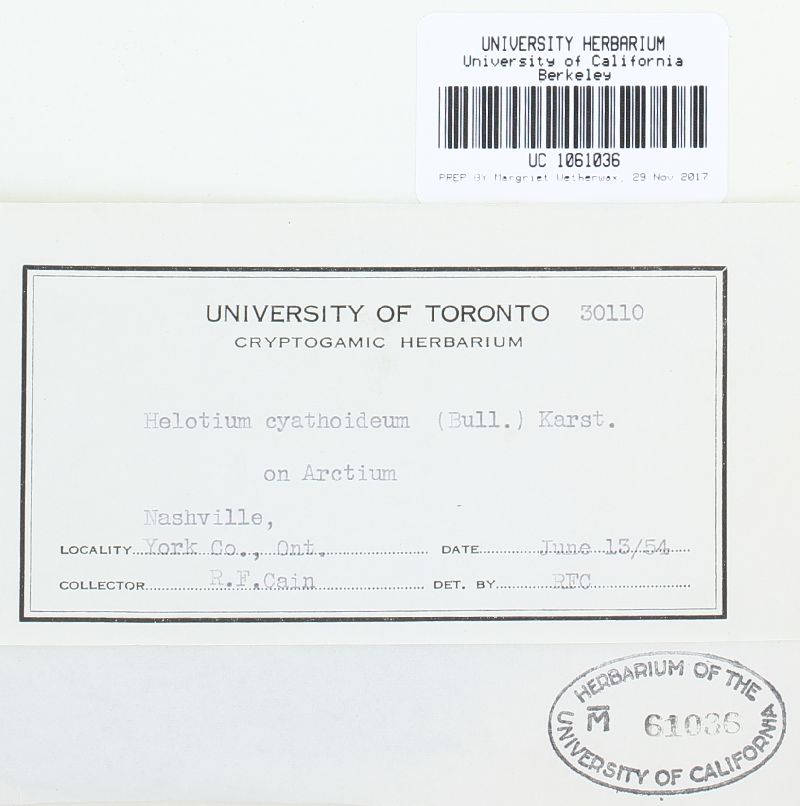 UNIVERSITY HERBARIUM
University of California
Berkeley
UC 1061036
PREP BY Margriet Wetherwax, 29 Nov 2017
UNIVERSITY OF TORONTO 30110
CRYPTOGAMIC HERBARIUM
Helotium cyathoideum (Bull.) Karst.
on Arctium
Nashville,
LOCALITY York Co., Ont. DATE June 13/54
COLLECTOR R.F.Cain DET. BY RFC
HERBARIUM OF THE
M 61036
UNIVERSITY OF CALIFORNIA